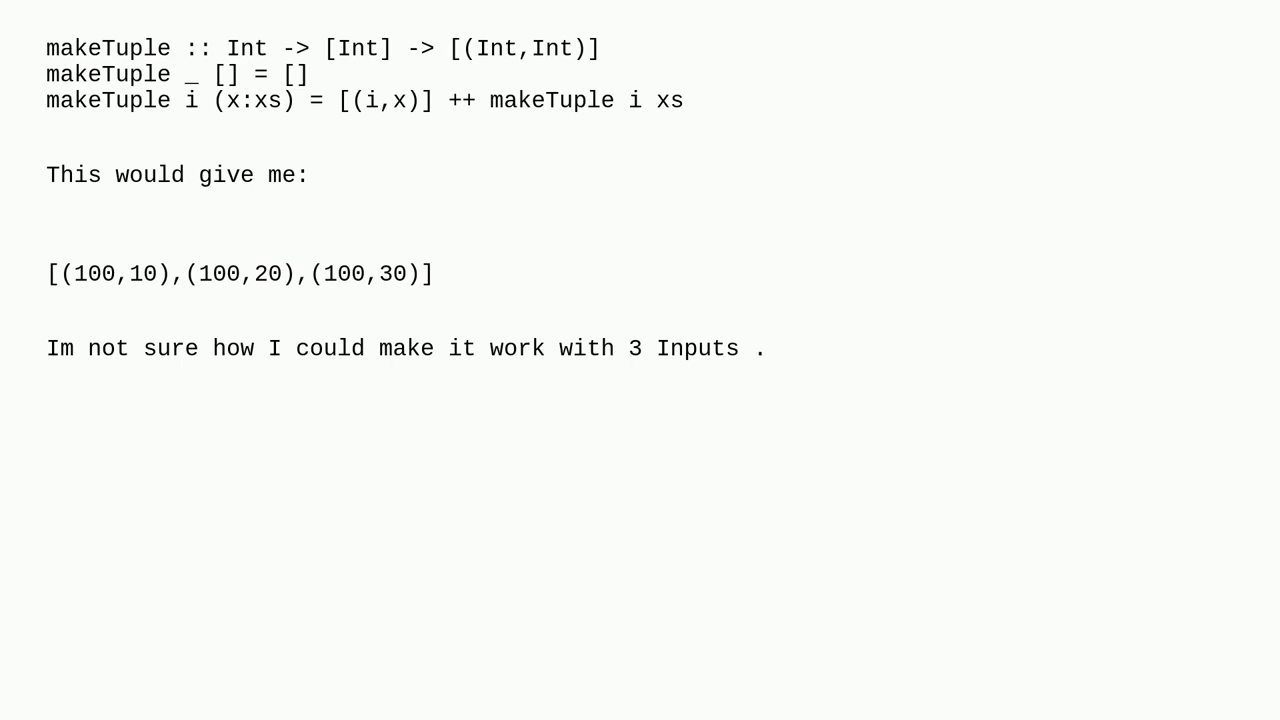 makeTuple :: Int -> [Int] -> [(Int,Int)]
makeTuple _ [] = []
makeTuple i (x:xs) = [(i,x)] ++ makeTuple i xs
This would give me:
[(100,10),(100,20),(100,30)]
Im not sure how I could make it work with 3 Inputs .